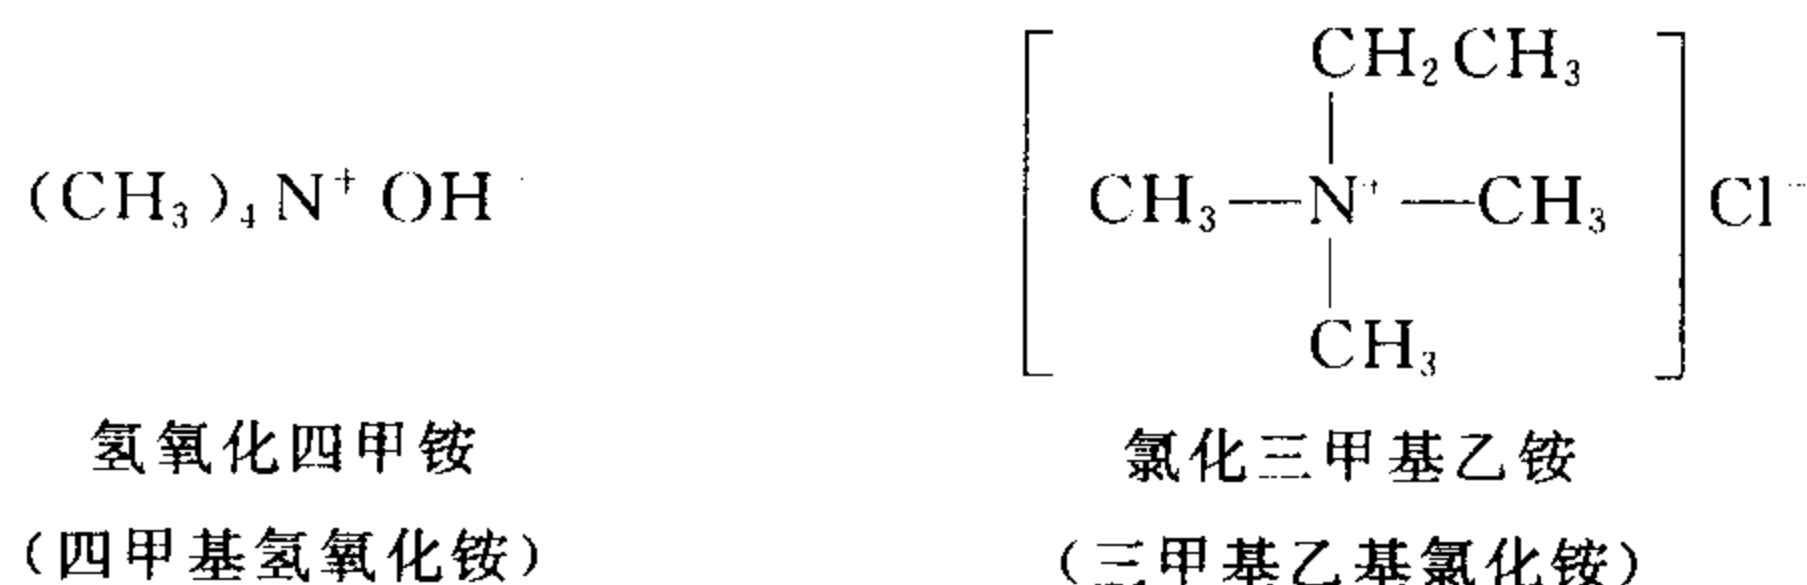 CH₂CH₃
(CH₃)₄N⁺OH⁻ [CH₃—N⁺—CH₃]Cl⁻
CH₃
氢氧化四甲铵 氯化三甲基乙铵
(四甲基氢氧化铵) (三甲基乙基氯化铵)